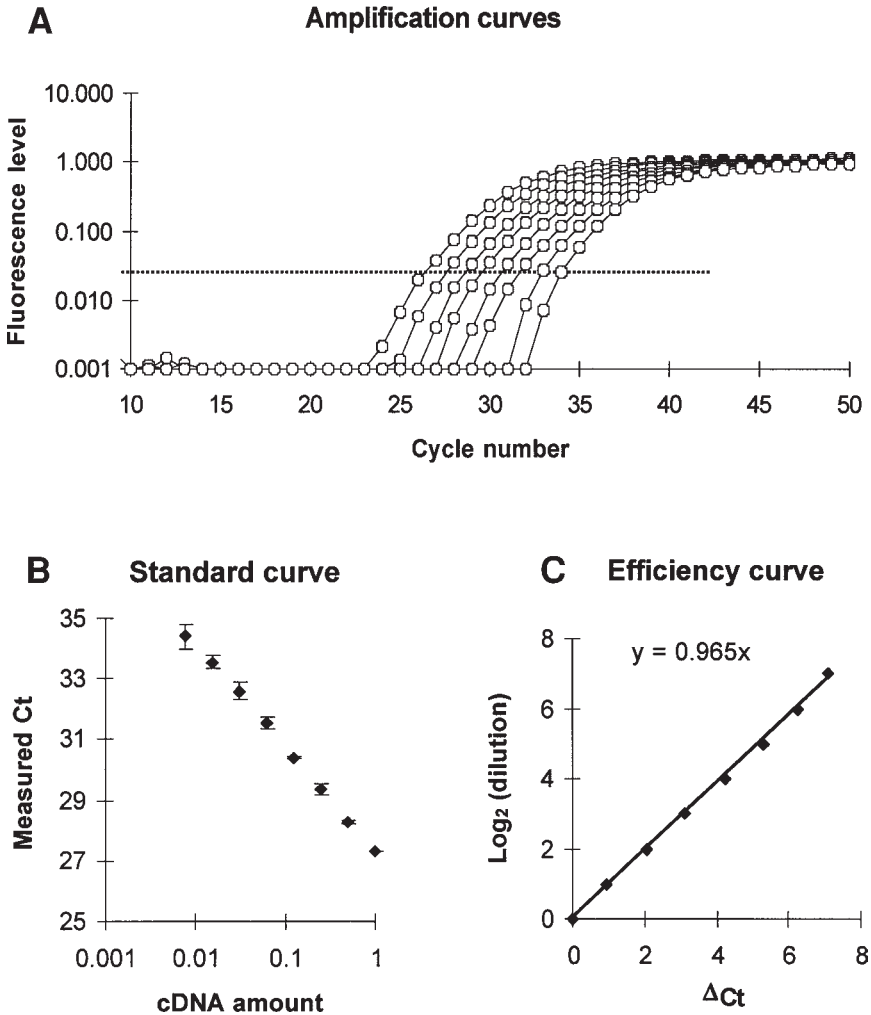 A
Amplification curves
Fluorescence level
10.000
1.000
0.100
0.010
0.001
10 15 20 25 30 35 40 45 50
Cycle number
B
Standard curve
Measured Ct
35
33
31
29
27
25
0.001 0.01 0.1 1
cDNA amount
C
Efficiency curve
y = 0.965x
Log₂ (dilution)
8
6
4
2
0
0 2 4 6 8
ΔCt